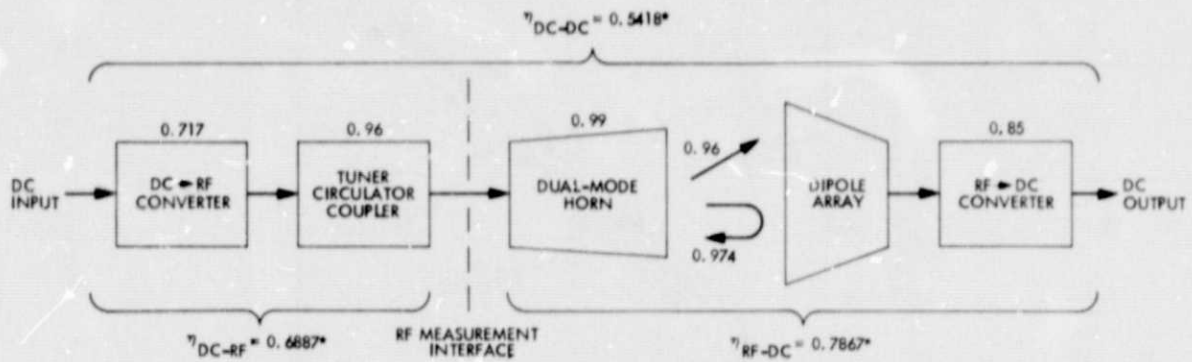 ηDC-DC = 0.5418*
0.717
0.96
0.99
0.96
0.85
DC
INPUT
DC ► RF
CONVERTER
TUNER
CIRCULATOR
COUPLER
DUAL-MODE
HORN
0.974
DIPOLE
ARRAY
RF ► DC
CONVERTER
DC
OUTPUT
ηDC-RF = 0.6887*
RF MEASUREMENT
INTERFACE
ηRF-DC = 0.7867*